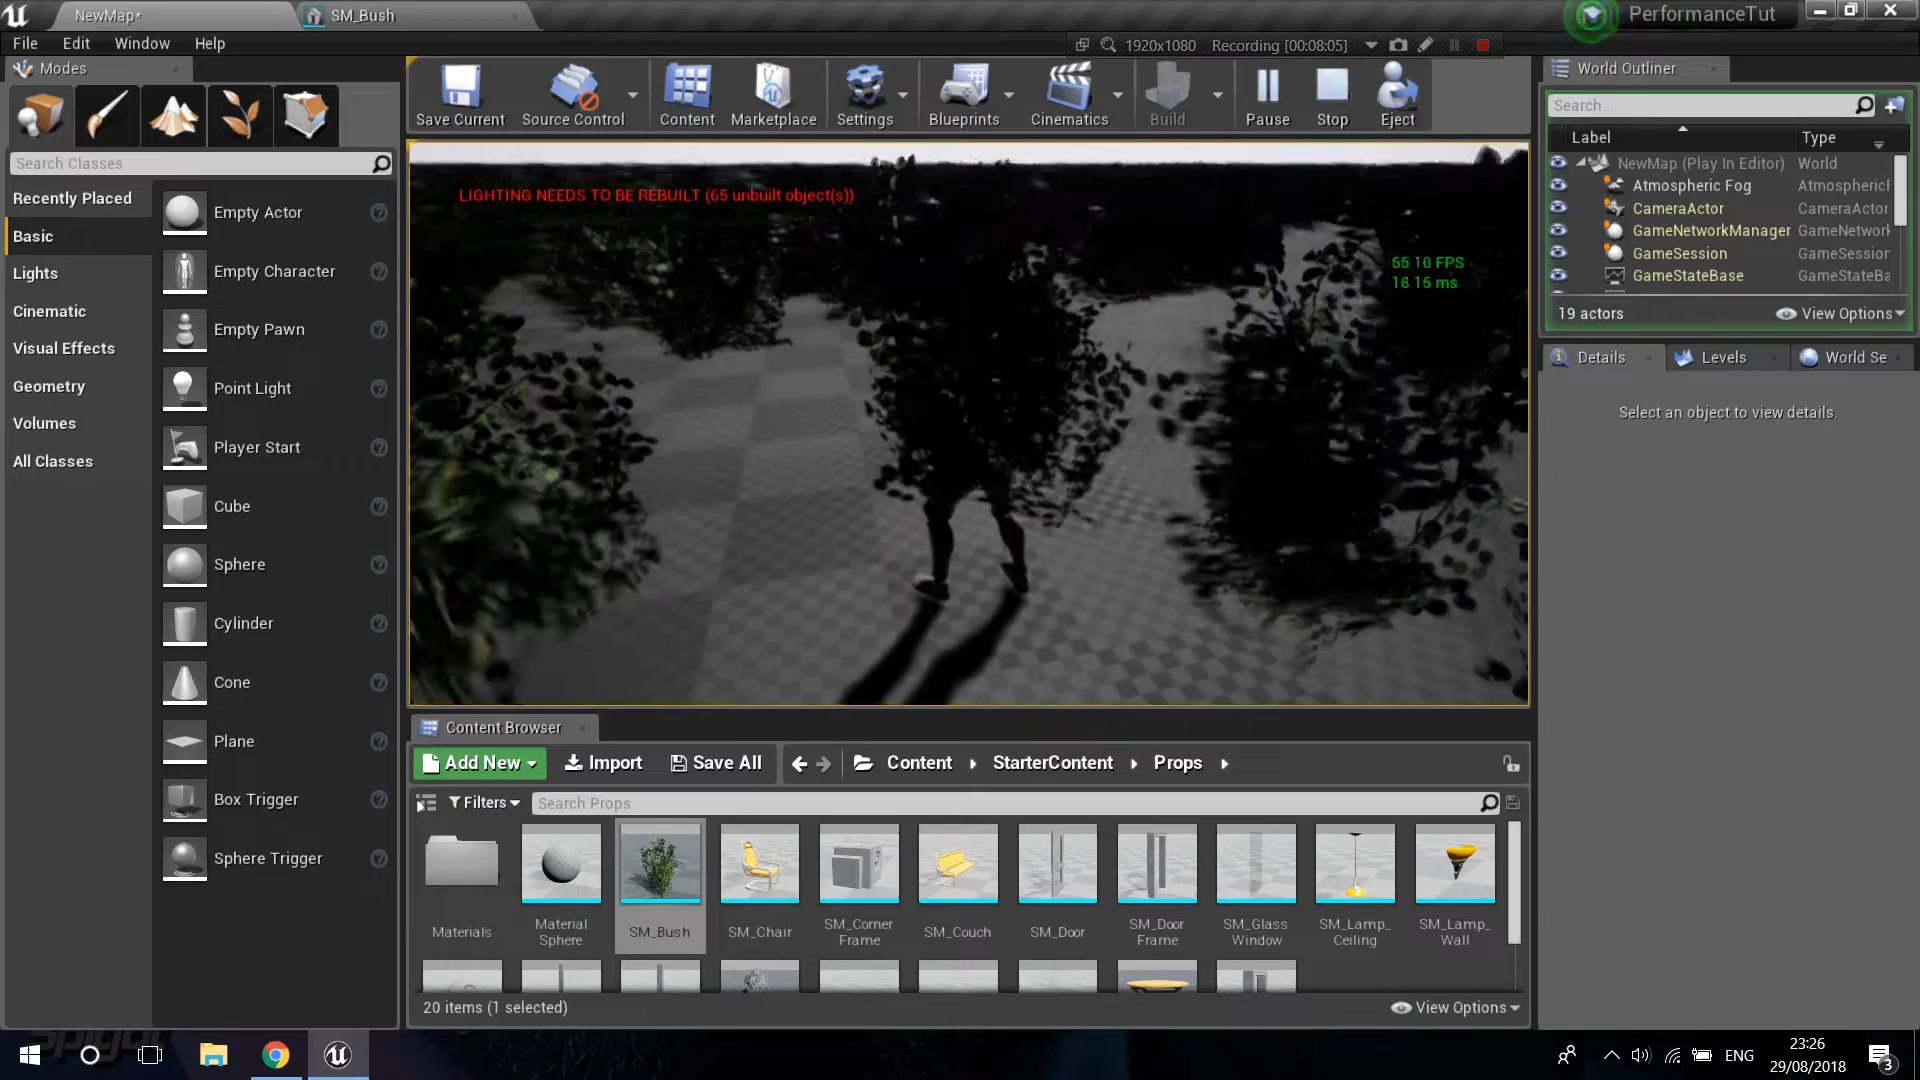 NewMap*
SM_Bush
PerformanceTut
File Edit Window Help
1920x1080 Recording [00:08:05]
Modes
Search Classes
Recently Placed
Basic
Lights
Cinematic
Visual Effects
Geometry
Volumes
All Classes
Empty Actor
Empty Character
Empty Pawn
Point Light
Player Start
Cube
Sphere
Cylinder
Cone
Plane
Box Trigger
Sphere Trigger
Save Current
Source Control
Content
Marketplace
Settings
Blueprints
Cinematics
Build
Pause
Stop
Eject
LIGHTING NEEDS TO BE REBUILT (65 unbuilt object(s))
FPS
ms
World Outliner
Search...
Label Type
NewMap (Play In Editor) World
Atmospheric Fog
CameraActor CameraActor
GameNetworkManager GameNetwork
GameSession GameSession
GameStateBase GameStateBa
19 actors
View Options
Details
Levels
World Se
Select an object to view details.
Content Browser
Add New
Import
Save All
Content
StarterContent
Props
Filters
Search Props
Materials
Material
Sphere
SM_Bush
SM_Chair
SM_Corner
Frame
SM_Couch
SM_Door
SM_Door
Frame
SM_Glass
Window
SM_Lamp_
Ceiling
SM_Lamp_
Wall
20 items (1 selected)
View Options
ENG
23:26
29/08/2018
3